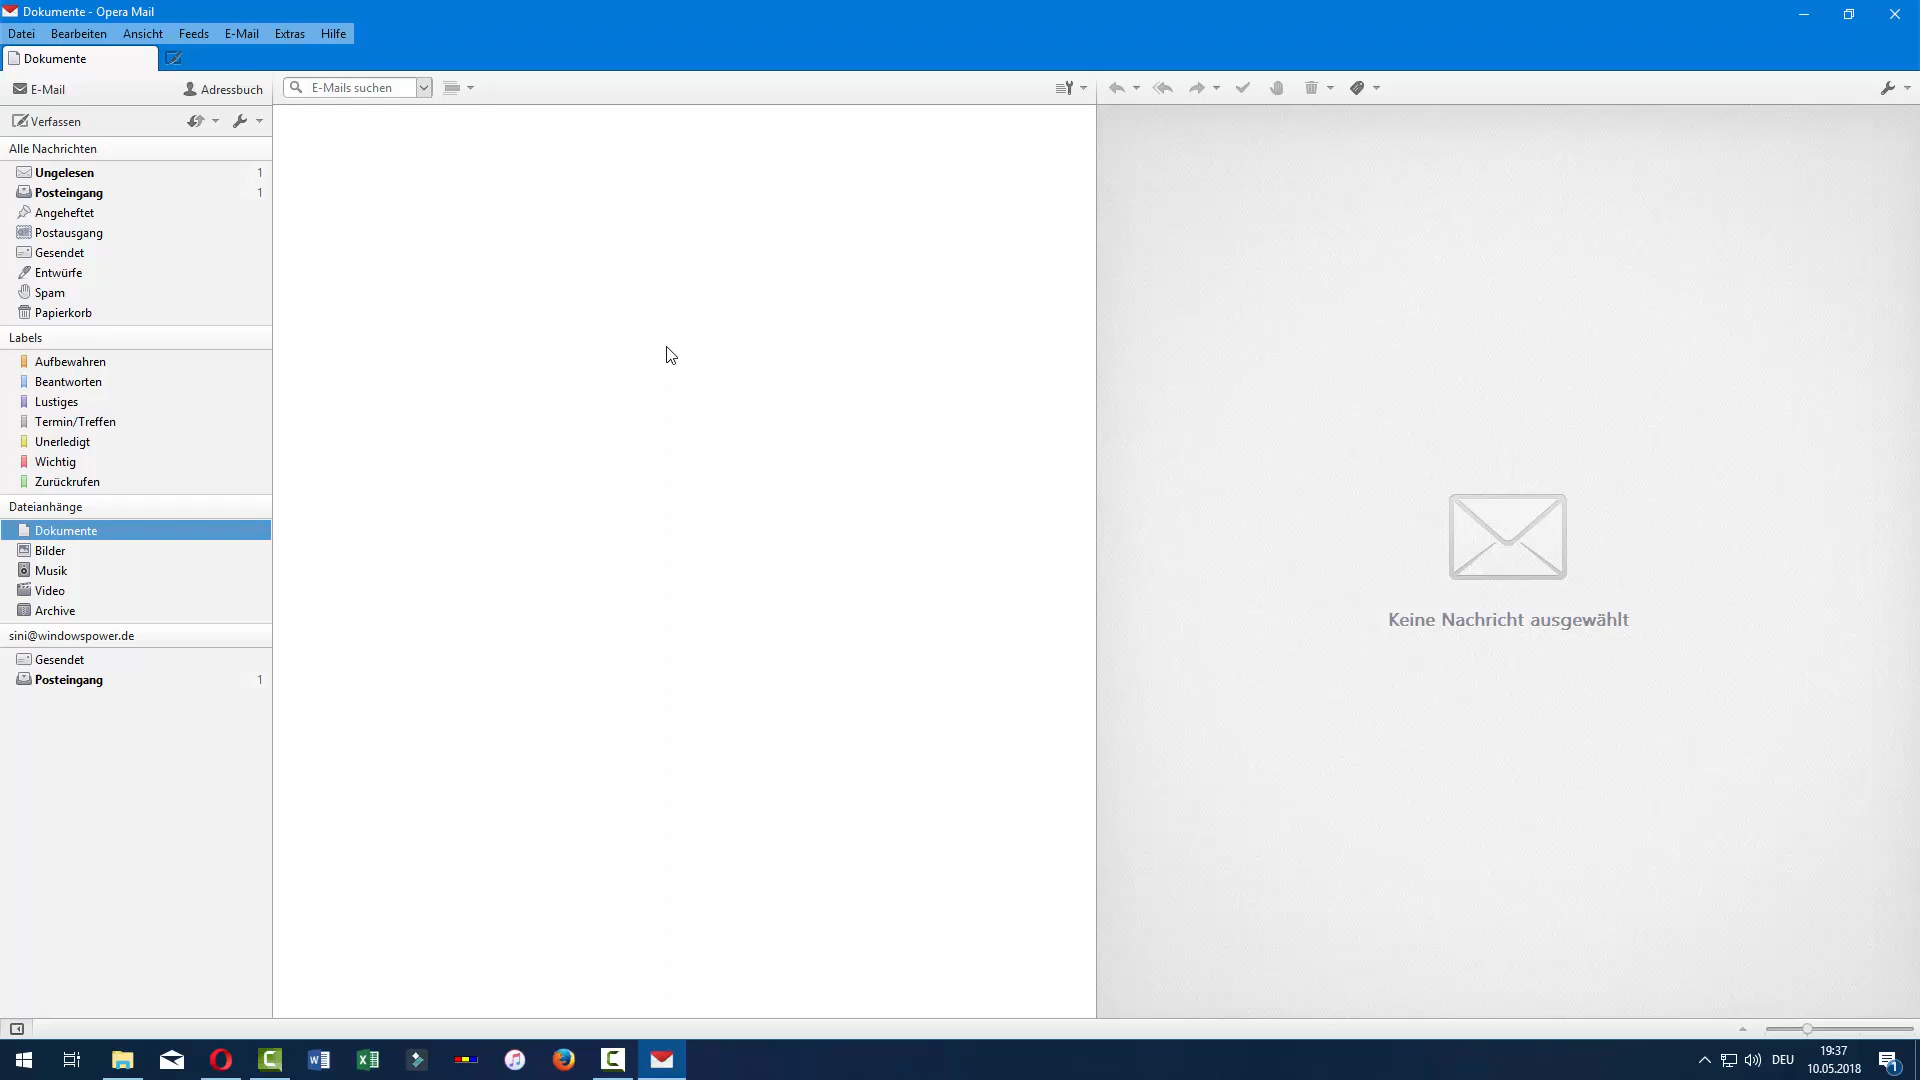 Dokumente - Opera Mail
Datei Bearbeiten Ansicht Feeds E-Mail Extras Hilfe
Dokumente
E-Mail Adressbuch E-Mails suchen
Verfassen
Alle Nachrichten
Ungelesen 1
Posteingang 1
Angeheftet
Postausgang
Gesendet
Entwürfe
Spam
Papierkorb
Labels
Aufbewahren
Beantworten
Lustiges
Termin/Treffen
Unerledigt
Wichtig
Zurückrufen
Dateianhänge
Dokumente
Bilder
Musik
Video
Archive
sini@windowspower.de
Gesendet
Posteingang 1
Keine Nachricht ausgewählt
DEU
19:37
10.05.2018
1